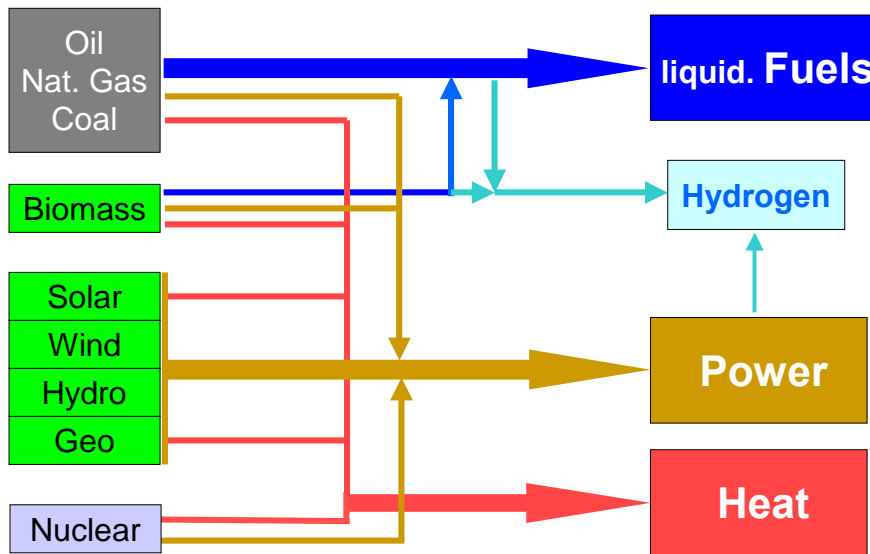 Oil
Nat. Gas
Coal
liquid. Fuels
Biomass
Hydrogen
Solar
Wind
Hydro
Geo
Power
Nuclear
Heat